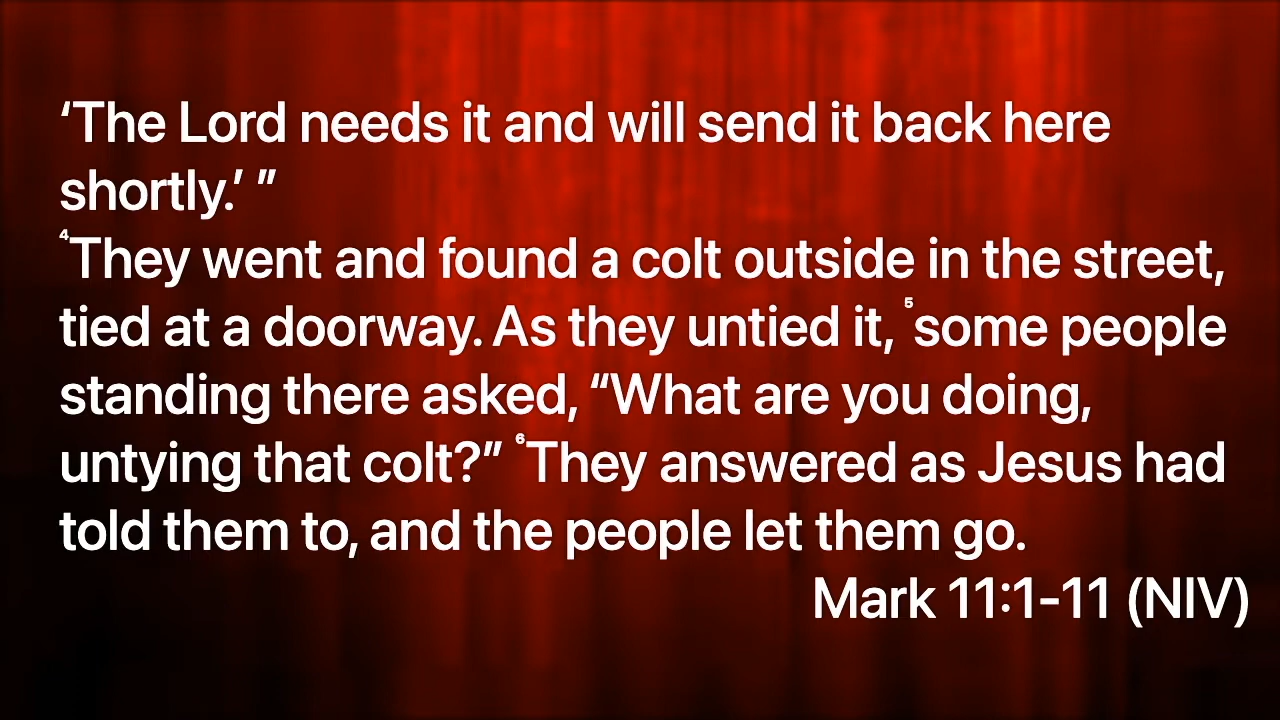 ‘The Lord needs it and will send it back here
shortly.’ ”
⁴They went and found a colt outside in the street,
tied at a doorway. As they untied it, ⁵some people
standing there asked, “What are you doing,
untying that colt?” ⁶They answered as Jesus had
told them to, and the people let them go.
Mark 11:1-11 (NIV)